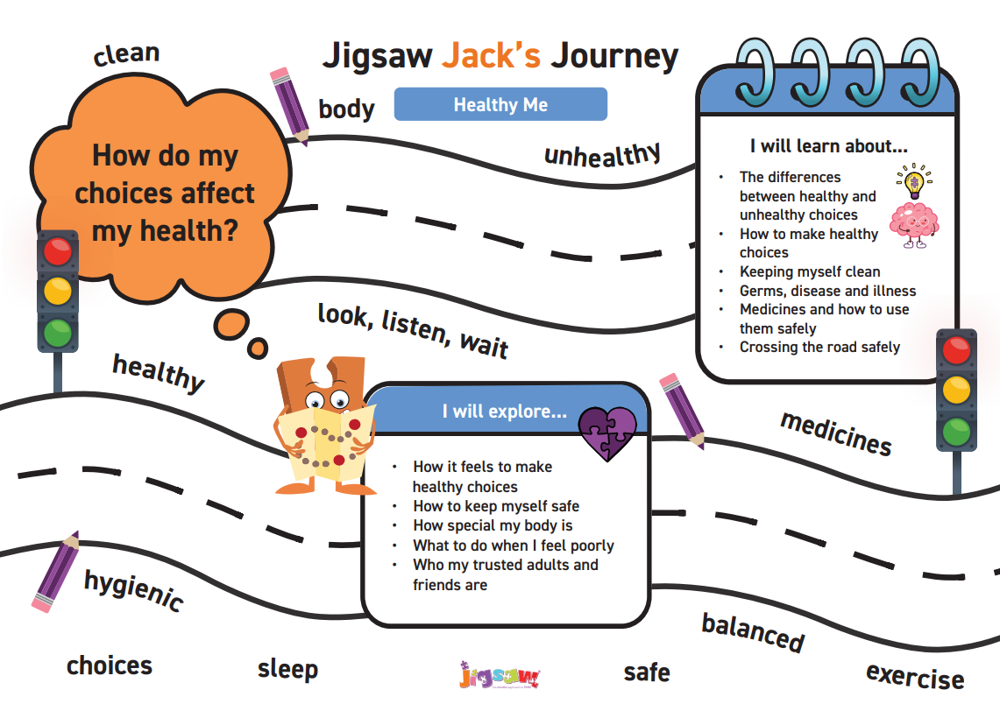 clean
Jigsaw Jack's Journey
body
Healthy Me
unhealthy
How do my
choices affect
my health?
I will learn about...
• The differences
between healthy and
unhealthy choices
• How to make healthy
choices
• Keeping myself clean
• Germs, disease and illness
• Medicines and how to use
them safely
• Crossing the road safely
look, listen, wait
healthy
I will explore...
• How it feels to make
healthy choices
• How to keep myself safe
• How special my body is
• What to do when I feel poorly
• Who my trusted adults and
friends are
medicines
hygienic
balanced
choices
sleep
jigsaw
safe
exercise